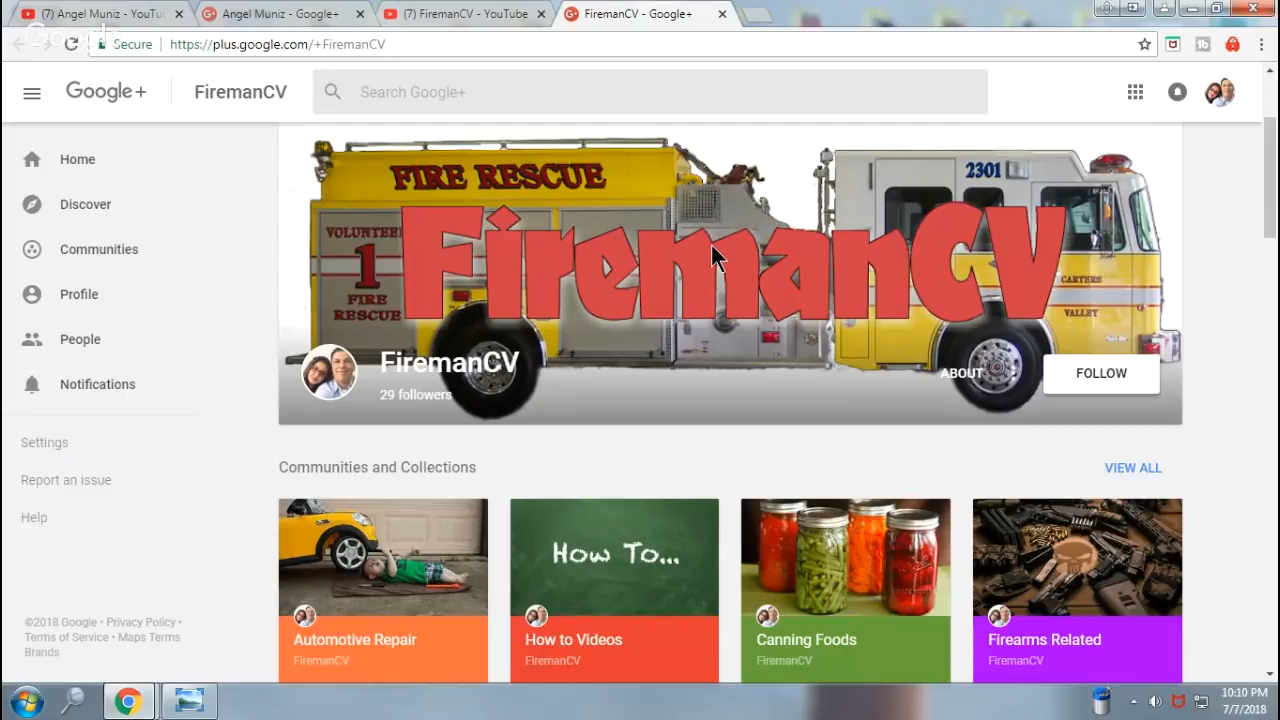 (7) Angel Muniz - YouTu
Angel Muniz - Google+
(7) FiremanCV - YouTube
FiremanCV - Google+
Google
Secure
https://plus.google.com/+FiremanCV
Google+
FiremanCV
Search Google+
Home
Discover
Communities
Profile
People
Notifications
Settings
Report an issue
Help
©2018 Google • Privacy Policy •
Terms of Service • Maps Terms
Brands
FIRE RESCUE
2301
VOLUNTEER
1
FIRE
RESCUE
CARTERS
VALLEY
FiremanCV
FiremanCV
29 followers
ABOUT
FOLLOW
Communities and Collections
VIEW ALL
How To...
Automotive Repair
FiremanCV
How to Videos
FiremanCV
Canning Foods
FiremanCV
Firearms Related
FiremanCV
10:10 PM
7/7/2018